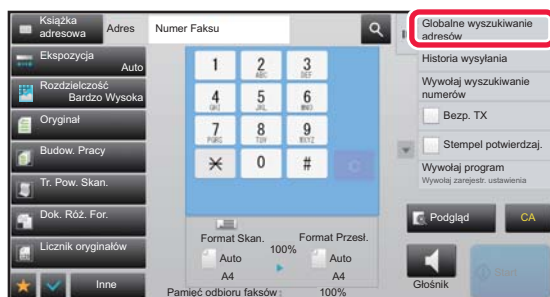 Książka
adresowa
Adres
Numer Faksu
Globalne wyszukiwanie
adresów
Ekspozycja
Auto
Historia wysyłania
Rozdzielczość
Bardzo Wysoka
Wywołaj wyszukiwanie
numerów
Oryginał
Bezp. TX
Budow. Pracy
Stempel potwierdzaj.
Tr. Pow. Skan.
Wywołaj program
Wywołaj zarejestr. ustawienia
Dok. Róż. For.
Podgląd
CA
Licznik oryginałów
Inne
1
2
ABC
3
DEF
4
GHI
5
JKL
6
MNO
7
PQRS
8
TUV
9
WXYZ
0
#
Format Skan.
100%
Format Przesł.
Auto
A4
Auto
A4
Głośnik
Start
Pamięć odbioru faksów : 100%